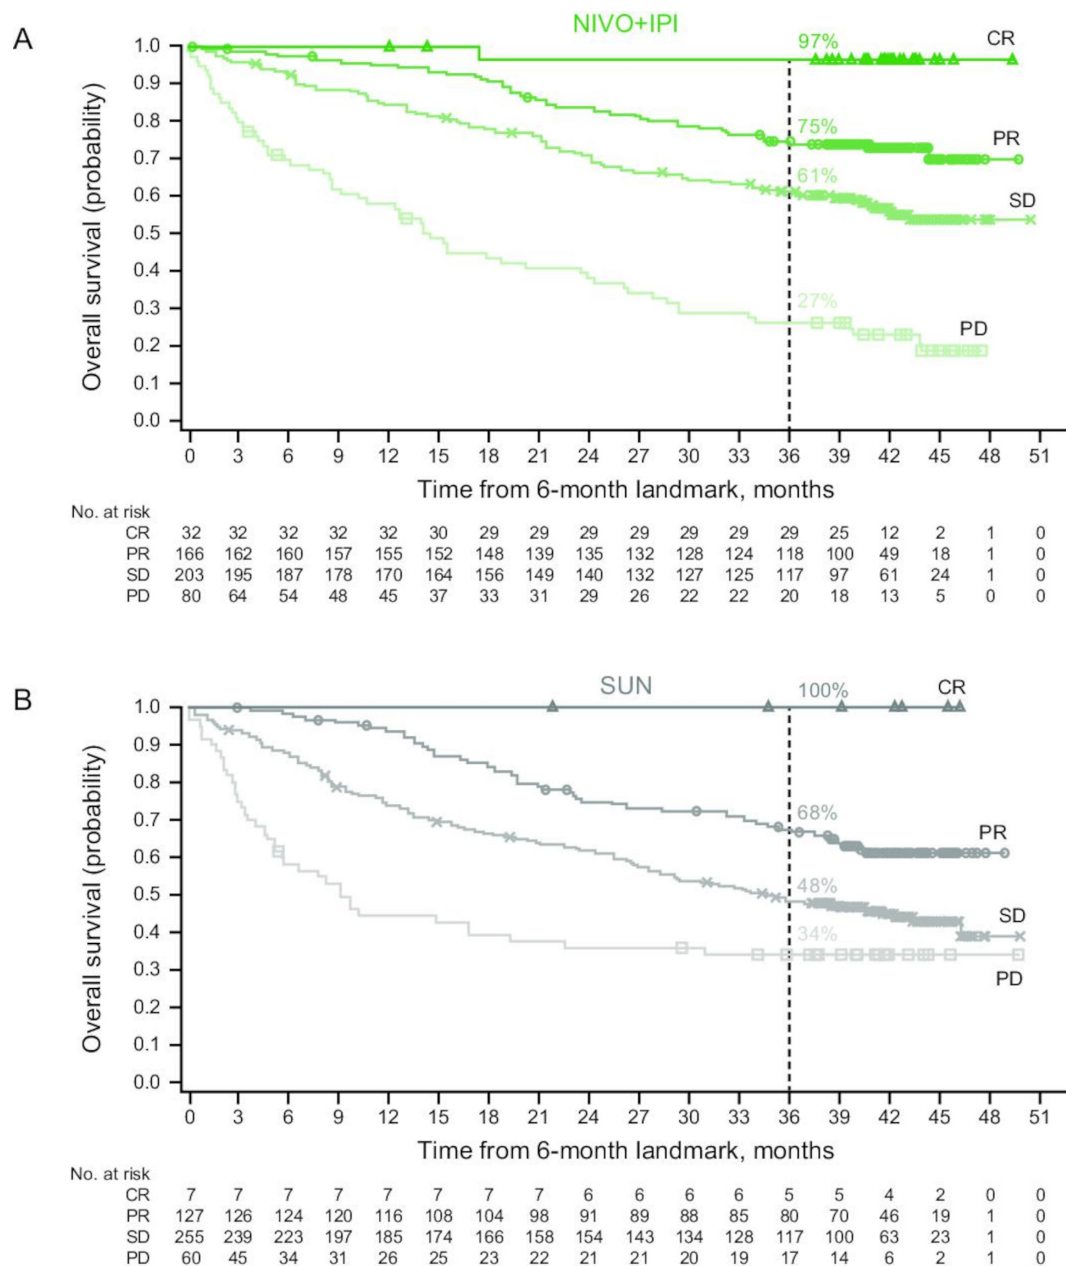 A
NIVO+IPI
Overall survival (probability)
1.0
0.9
0.8
0.7
0.6
0.5
0.4
0.3
0.2
0.1
0.0
97%
CR
75%
PR
61%
SD
27%
PD
0 3 6 9 12 15 18 21 24 27 30 33 36 39 42 45 48 51
Time from 6-month landmark, months
No. at risk
CR 32 32 32 32 32 30 29 29 29 29 29 29 29 25 12 2 1 0
PR 166 162 160 157 155 152 148 139 135 132 128 124 118 100 49 18 1 0
SD 203 195 187 178 170 164 156 149 140 132 127 125 117 97 61 24 1 0
PD 80 64 54 48 45 37 33 31 29 26 22 22 20 18 13 5 0 0
B
SUN
Overall survival (probability)
1.0
0.9
0.8
0.7
0.6
0.5
0.4
0.3
0.2
0.1
0.0
100%
CR
68%
PR
48%
SD
34%
PD
0 3 6 9 12 15 18 21 24 27 30 33 36 39 42 45 48 51
Time from 6-month landmark, months
No. at risk
CR 7 7 7 7 7 7 7 7 6 6 6 6 5 5 4 2 0 0
PR 127 126 124 120 116 108 104 98 91 89 88 85 80 70 46 19 1 0
SD 255 239 223 197 185 174 166 158 154 143 134 128 117 100 63 23 1 0
PD 60 45 34 31 26 25 23 22 21 21 20 19 17 14 6 2 1 0